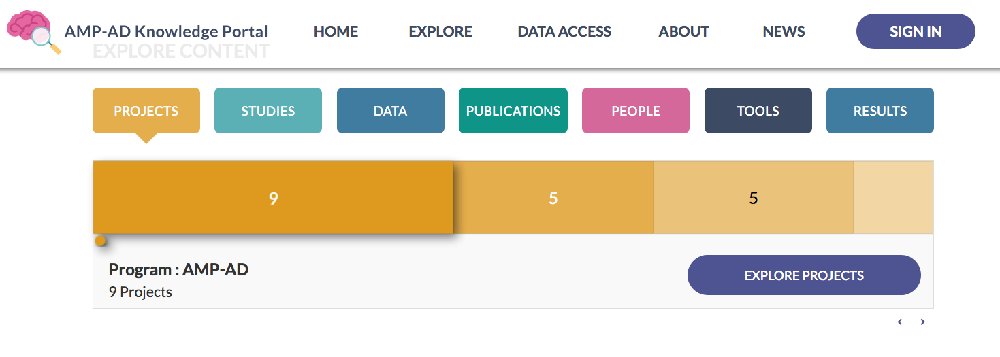 AMP-AD Knowledge Portal HOME EXPLORE DATA ACCESS ABOUT NEWS SIGN IN
EXPLORE CONTENT
PROJECTS STUDIES DATA PUBLICATIONS PEOPLE TOOLS RESULTS
9 5 5
Program : AMP-AD
9 Projects
EXPLORE PROJECTS